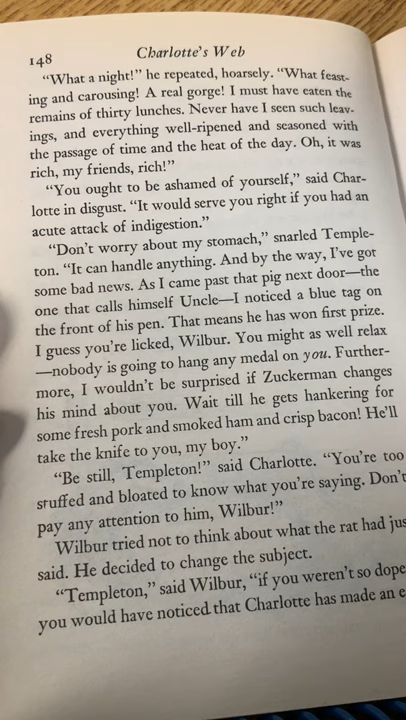 148 Charlotte's Web
"What a night!" he repeated, hoarsely. "What feast-
ing and carousing! A real gorge! I must have eaten the
remains of thirty lunches. Never have I seen such leav-
ings, and everything well-ripened and seasoned with
the passage of time and the heat of the day. Oh, it was
rich, my friends, rich!"
"You ought to be ashamed of yourself," said Char-
lotte in disgust. "It would serve you right if you had an
acute attack of indigestion."
"Don't worry about my stomach," snarled Temple-
ton. "It can handle anything. And by the way, I've got
some bad news. As I came past that pig next door—the
one that calls himself Uncle—I noticed a blue tag on
the front of his pen. That means he has won first prize.
I guess you're licked, Wilbur. You might as well relax
—nobody is going to hang any medal on you. Further-
more, I wouldn't be surprised if Zuckerman changes
his mind about you. Wait till he gets hankering for
some fresh pork and smoked ham and crisp bacon! He'll
take the knife to you, my boy."
"Be still, Templeton!" said Charlotte. "You're too
stuffed and bloated to know what you're saying. Don't
pay any attention to him, Wilbur!"
Wilbur tried not to think about what the rat had jus
said. He decided to change the subject.
"Templeton," said Wilbur, "if you weren't so dope
you would have noticed that Charlotte has made an e